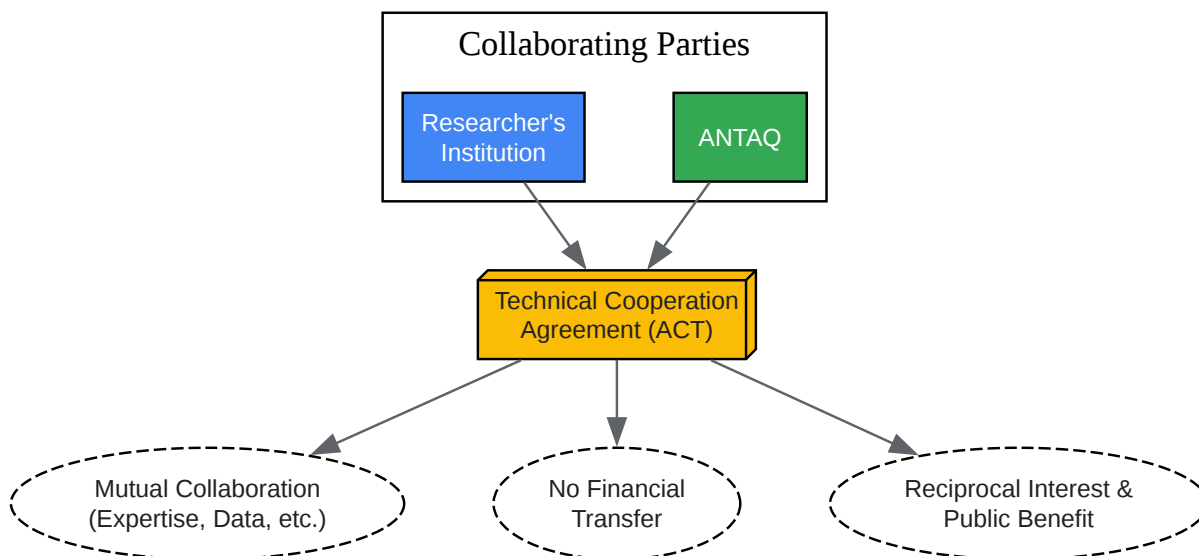 Collaborating Parties
Researcher's
Institution
ANTAQ
Technical Cooperation
Agreement (ACT)
Mutual Collaboration
(Expertise, Data, etc.)
No Financial
Transfer
Reciprocal Interest &
Public Benefit